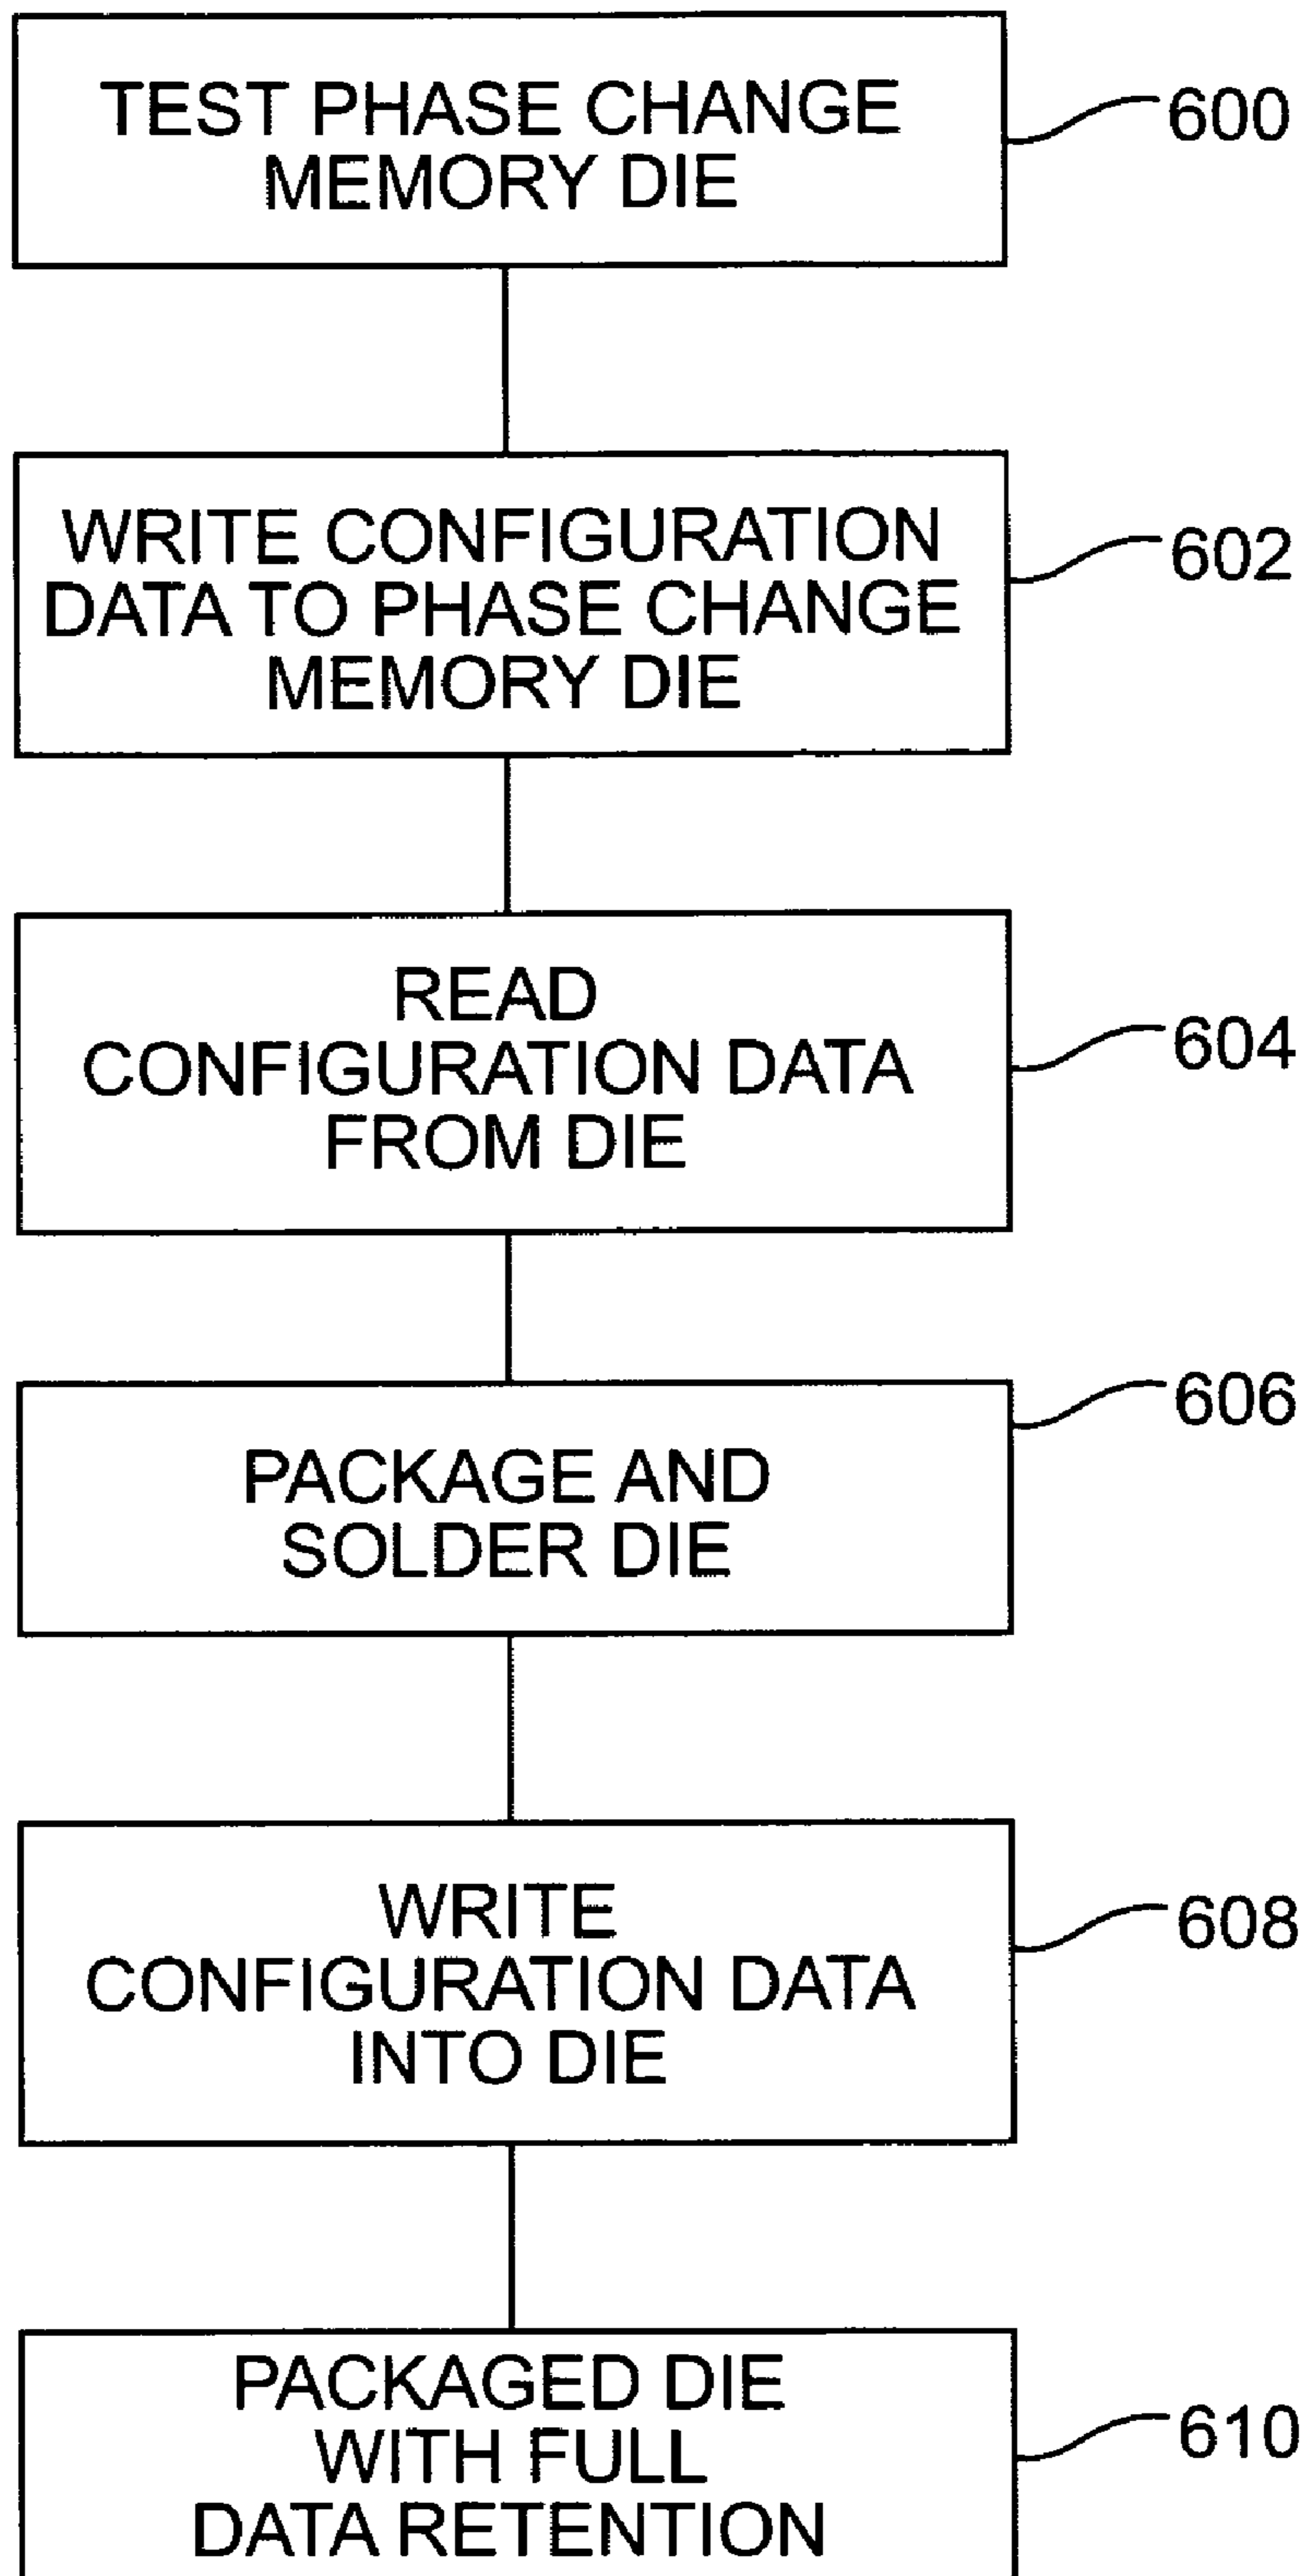 TEST PHASE CHANGE
MEMORY DIE
600
WRITE CONFIGURATION
DATA TO PHASE CHANGE
MEMORY DIE
602
READ
CONFIGURATION DATA
FROM DIE
604
PACKAGE AND
SOLDER DIE
606
WRITE
CONFIGURATION DATA
INTO DIE
608
PACKAGED DIE
WITH FULL
DATA RETENTION
610